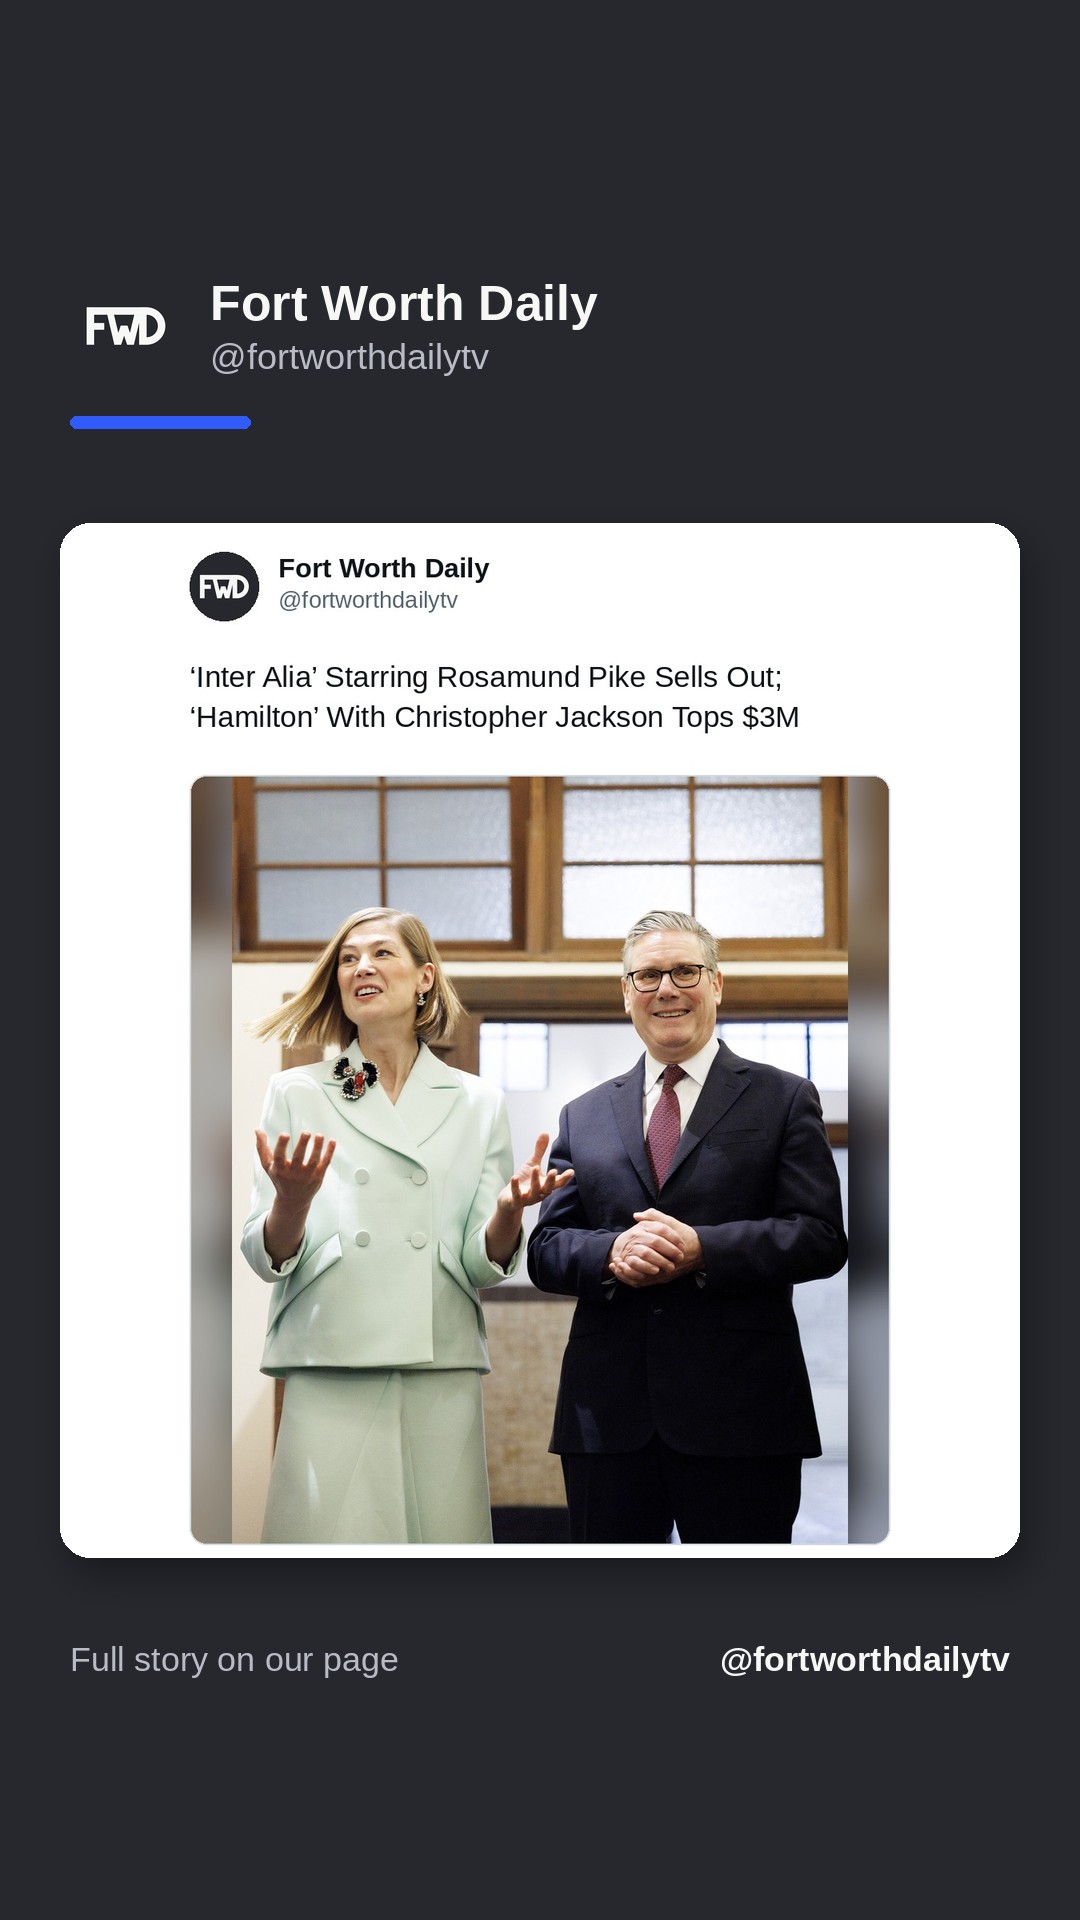 FWD
Fort Worth Daily
@fortworthdailytv
FWD
Fort Worth Daily
@fortworthdailytv
‘Inter Alia’ Starring Rosamund Pike Sells Out;
‘Hamilton’ With Christopher Jackson Tops $3M
Full story on our page
@fortworthdailytv